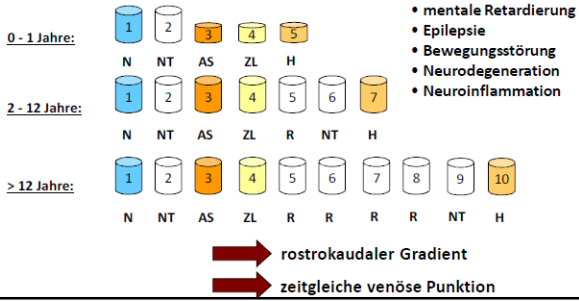 0 - 1 Jahre:
1 2 3 4 5
N NT AS ZL H
2 - 12 Jahre:
1 2 3 4 5 6 7
N NT AS ZL R NT H
> 12 Jahre:
1 2 3 4 5 6 7 8 9 10
N NT AS ZL R R R R NT H
• mentale Retardierung
• Epilepsie
• Bewegungsstörung
• Neurodegeneration
• Neuroinflammation
rostrokaudaler Gradient
zeitgleiche venöse Punktion